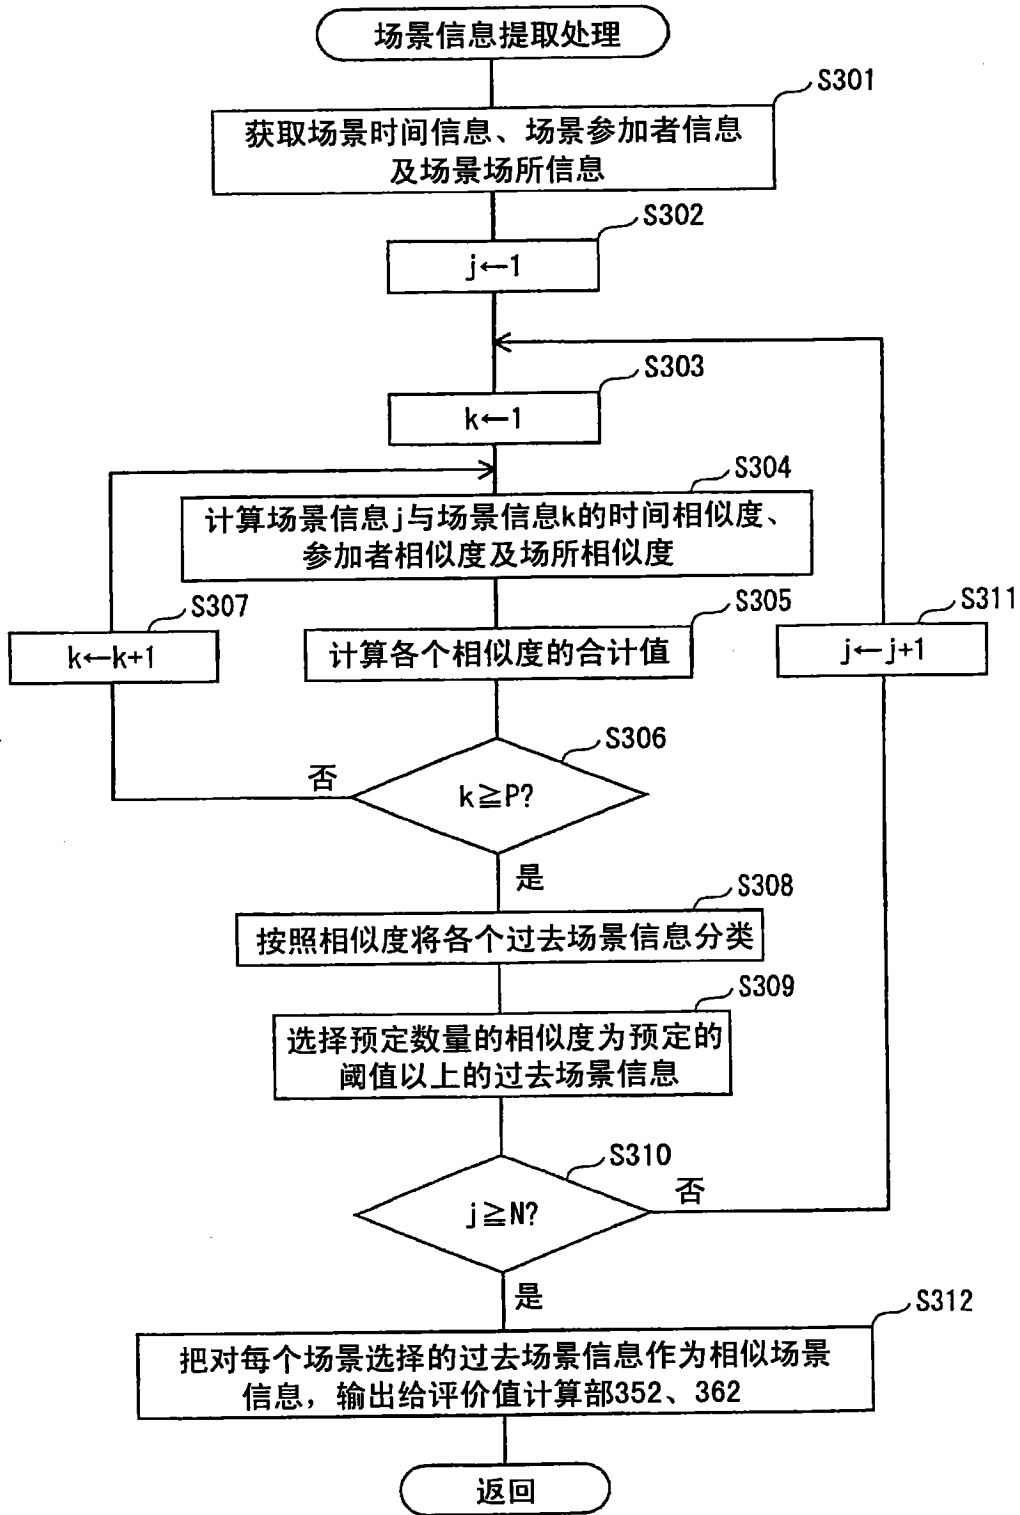 场景信息提取处理
S301
获取场景时间信息、场景参加者信息
及场景场所信息
S302
j←1
S303
k←1
S304
计算场景信息j与场景信息k的时间相似度、
参加者相似度及场所相似度
S307
k←k+1
S305
计算各个相似度的合计值
S311
j←j+1
S306
否
k≧P?
是
S308
按照相似度将各个过去场景信息分类
S309
选择预定数量的相似度为预定的
阈值以上的过去场景信息
S310
j≧N?
否
是
S312
把对每个场景选择的过去场景信息作为相似场景
信息，输出给评价值计算部352、362
返回